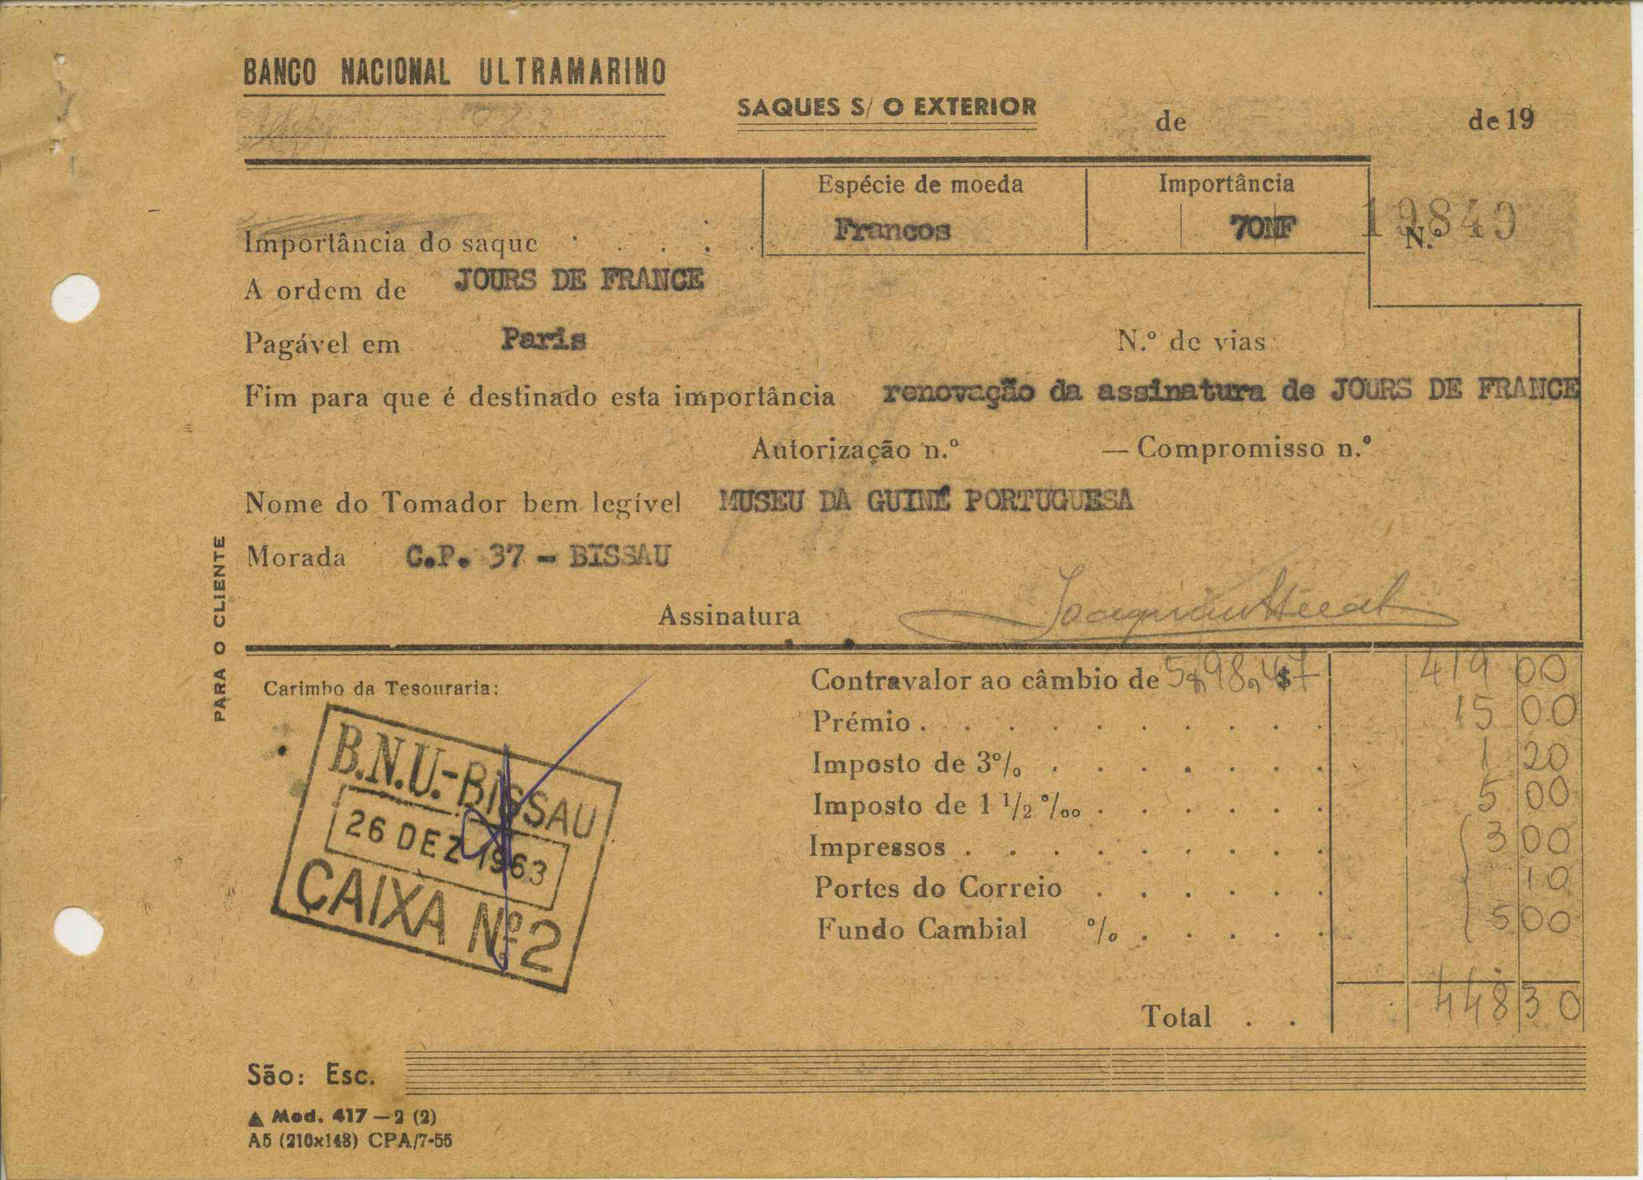 BANCO NACIONAL ULTRAMARINO
SAQUES S/ O EXTERIOR
de de 19
Espécie de moeda
Importância
Francos
70NF
19849
N.º
Importância do saque . . . .
A ordem de JOURS DE FRANCE
Pagável em Paris
N.º de vias
Fim para que é destinado esta importância renovação da assinatura de JOURS DE FRANCE
Autorização n.º — Compromisso n.º
Nome do Tomador bem legível MUSEU DA GUINÉ PORTUGUESA
Morada C.P. 37 - BISSAU
Assinatura
PARA O CLIENTE
Carimbo da Tesouraria:
B.N.U.-BISSAU
26 DEZ 1963
CAIXA Nº 2
Contravalor ao câmbio de $ 419 00
Prémio . . . . . . . . . . 15 00
Imposto de 3% . . . . . . . 1 20
Imposto de 1 1/2 ‰ . . . . . . 5 00
Impressos . . . . . . . . . 3 00
Portes do Correio . . . . . . 10
Fundo Cambial % . . . . . 5 00
Total . . 448 30
São: Esc.
Mod. 417 — 2 (2)
A5 (210x148) CPA/7-55